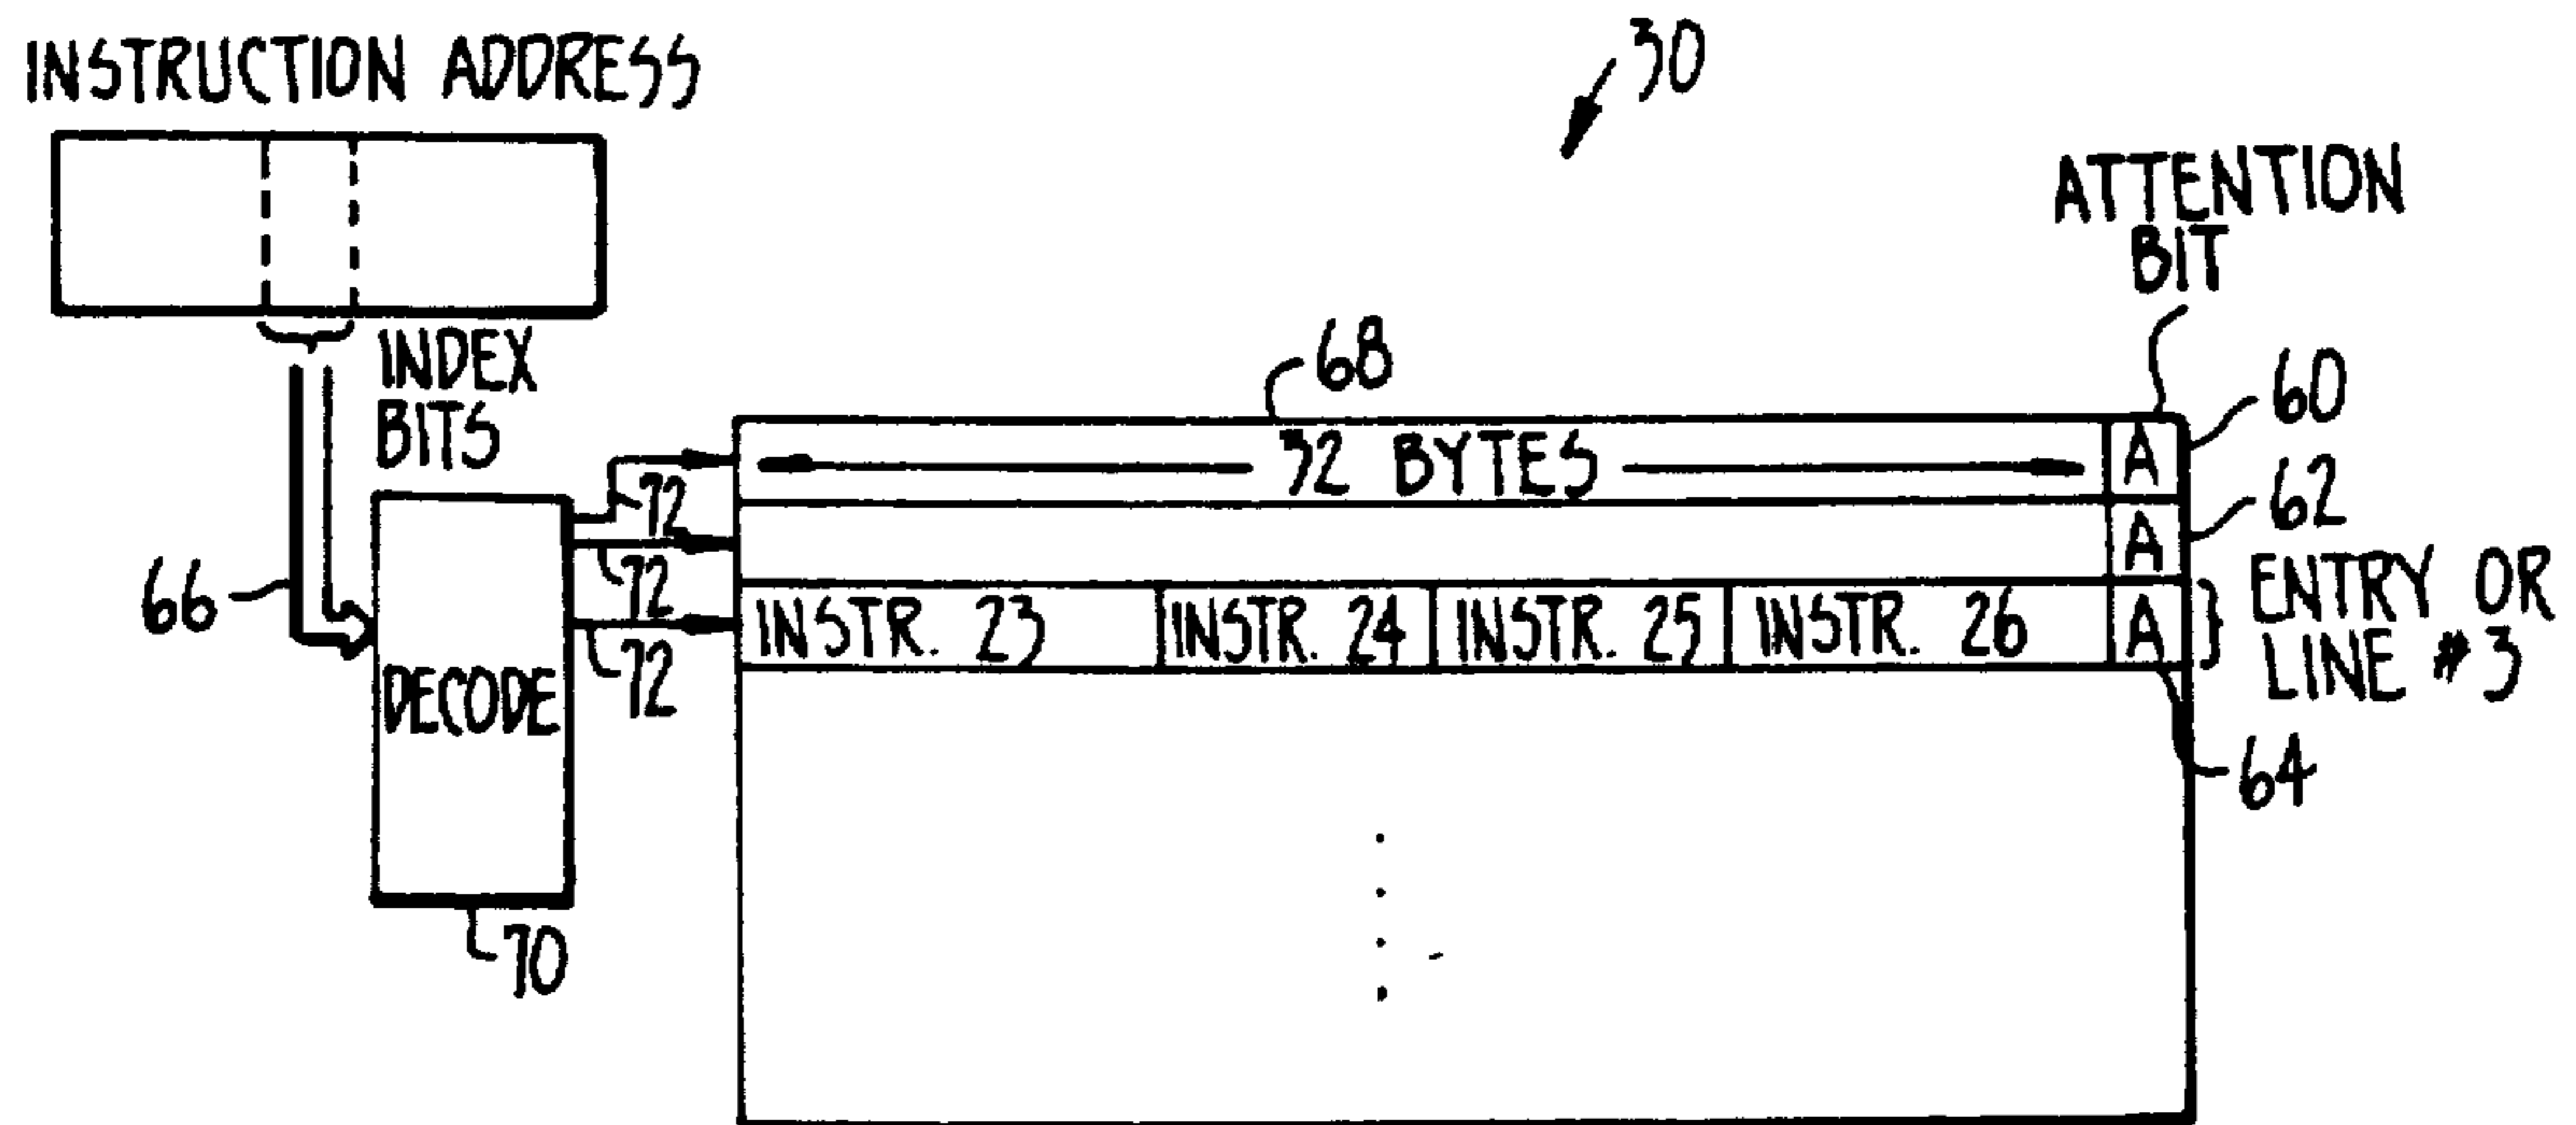 INSTRUCTION ADDRESS
30
ATTENTION
BIT
INDEX
BITS
68
60
32 BYTES
A
72
62
A
72
66
ENTRY OR
LINE #3
INSTR. 23
INSTR. 24
INSTR. 25
INSTR. 26
A
72
DECODE
64
70